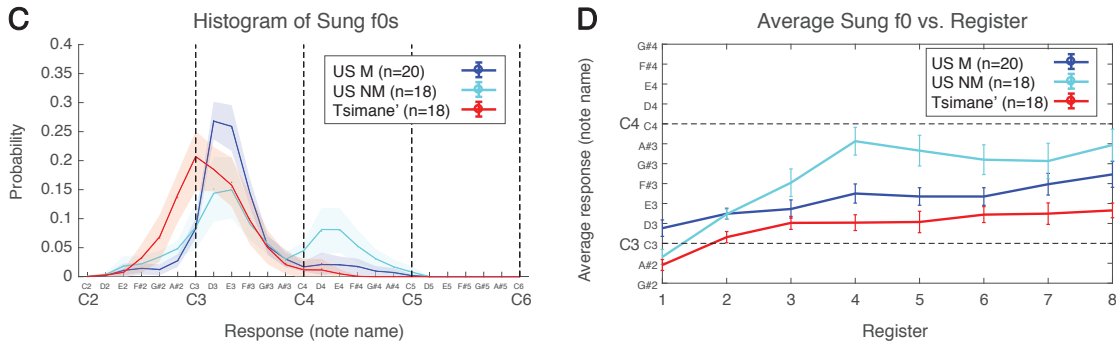 C
Histogram of Sung f0s
US M (n=20)
US NM (n=18)
Tsimane' (n=18)
Probability
0.4
0.35
0.3
0.25
0.2
0.15
0.1
0.05
0
C2 D2 E2 F#2 G#2 A#2 C3 D3 E3 F#3 G#3 A#3 C4 D4 E4 F#4 G#4 A#4 C5 D5 E5 F#5 G#5 A#5 C6
C2 C3 C4 C5 C6
Response (note name)
D
Average Sung f0 vs. Register
US M (n=20)
US NM (n=18)
Tsimane' (n=18)
Average response (note name)
G#4
F#4
E4
D4
C4 C4
A#3
G#3
F#3
E3
D3
C3 C3
A#2
G#2
1 2 3 4 5 6 7 8
Register